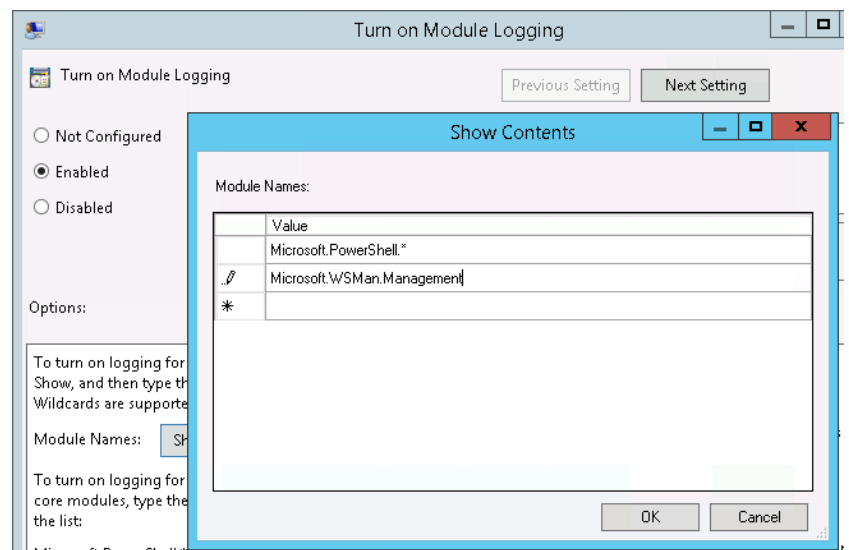 Turn on Module Logging
Turn on Module Logging
Previous Setting
Next Setting
Not Configured
Enabled
Disabled
Show Contents
Module Names:
Value
Microsoft.PowerShell.*
Microsoft.WSMan.Management
OK
Cancel
Options:
To turn on logging for
Show, and then type th
Wildcards are supporte
Module Names:
Sh
To turn on logging for
core modules, type the
the list: